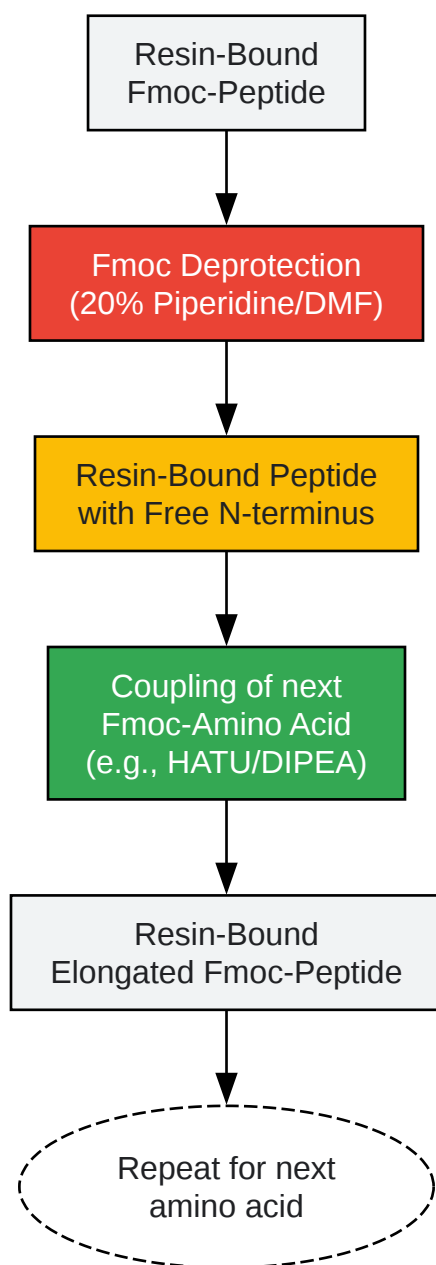 Resin-Bound
Fmoc-Peptide
Fmoc Deprotection
(20% Piperidine/DMF)
Resin-Bound Peptide
with Free N-terminus
Coupling of next
Fmoc-Amino Acid
(e.g., HATU/DIPEA)
Resin-Bound
Elongated Fmoc-Peptide
Repeat for next
amino acid